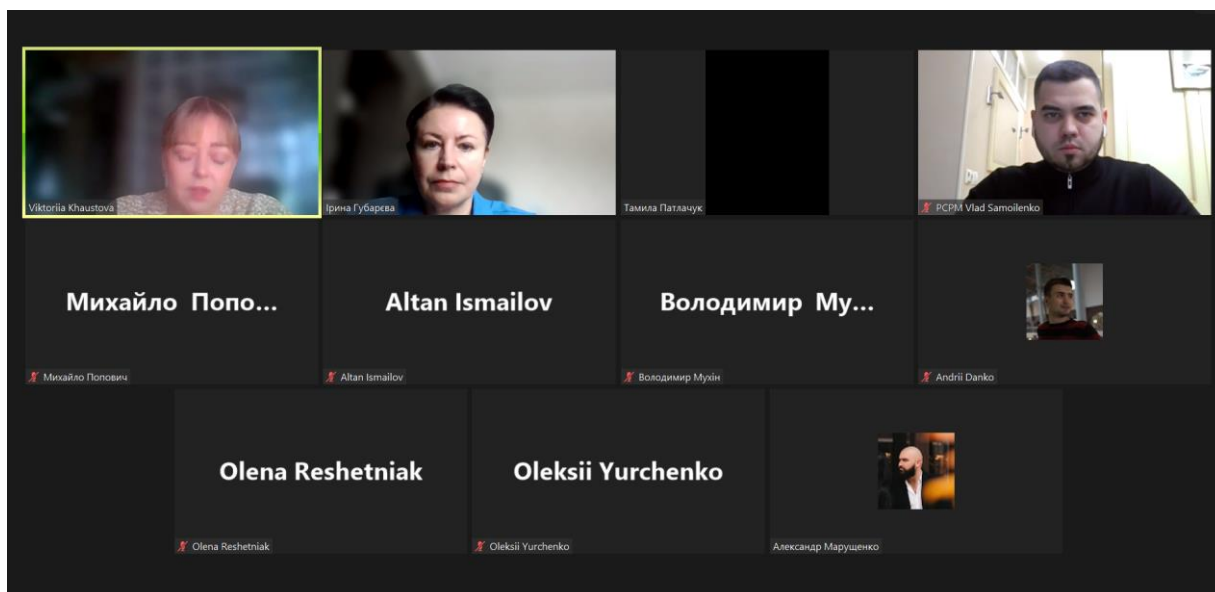 Viktoriia Khaustova
Ірина Губарєва
Тамила Патлачук
PCPM Vlad Samoilenko
Михайло Попо...
Altan Ismailov
Володимир Му...
Михайло Попович
Altan Ismailov
Володимир Мухін
Andrii Danko
Olena Reshetniak
Oleksii Yurchenko
Olena Reshetniak
Oleksii Yurchenko
Александр Марущенко